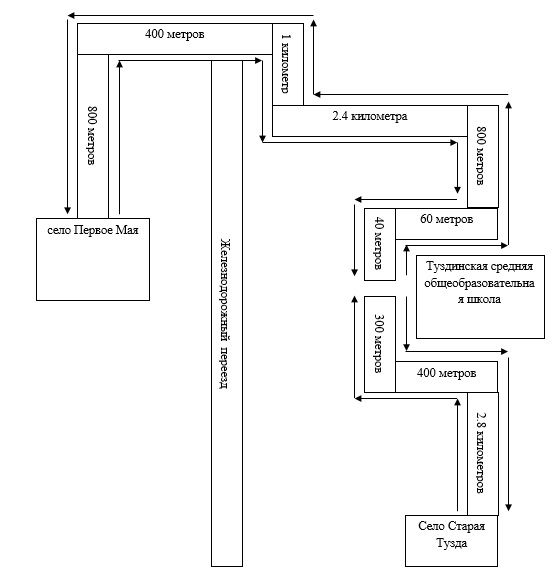 400 метров
1 километр
2.4 километра
800 метров
800 метров
село Первое Мая
60 метров
40 метров
Железнодорожный переезд
Туздинская средняя
общеобразовательна
я школа
300 метров
400 метров
2.8 километров
Село Старая
Тузда